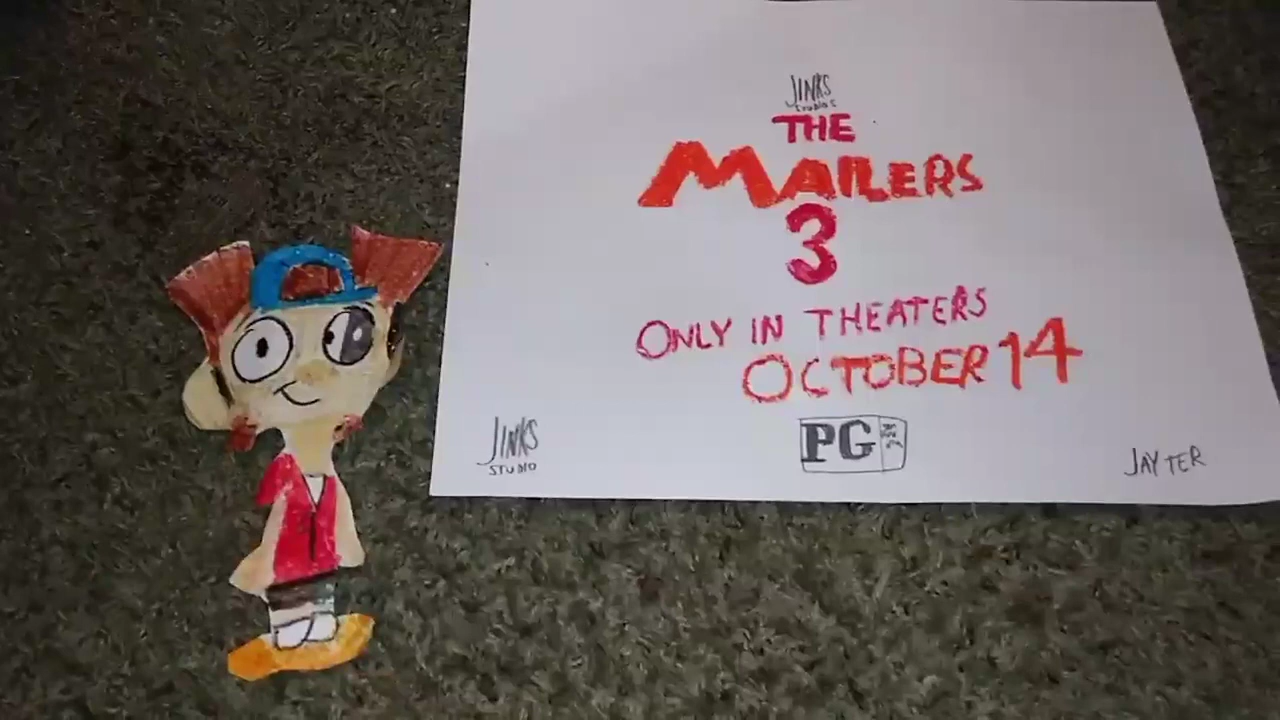 JINKS
STUDIOS
THE
MAILERS
3
ONLY IN THEATERS
OCTOBER 14
PG
JINKS
STUDIO
JAYTER